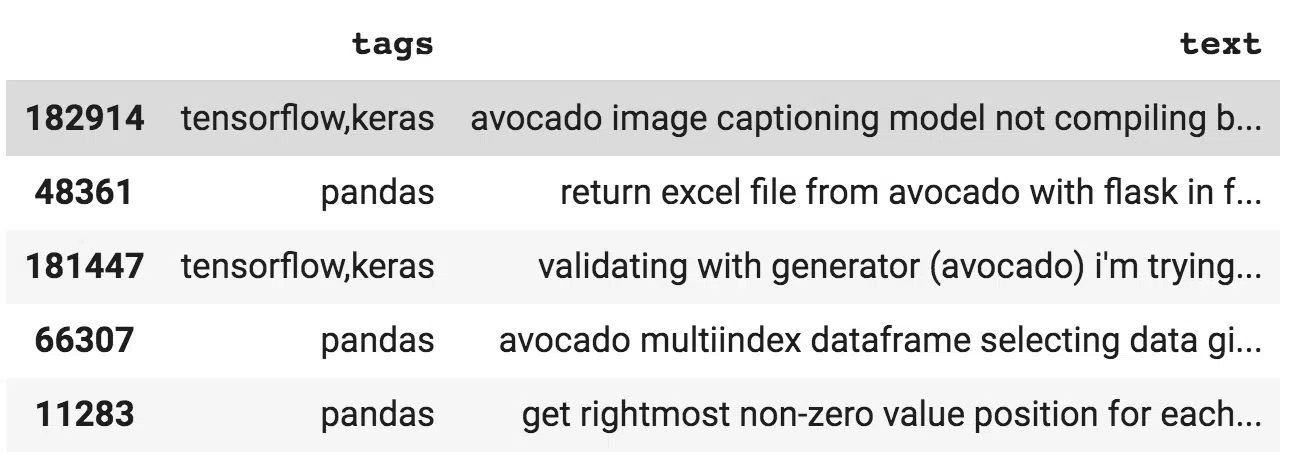 tags text
182914 tensorflow,keras avocado image captioning model not compiling b...
48361 pandas return excel file from avocado with flask in f...
181447 tensorflow,keras validating with generator (avocado) i'm trying...
66307 pandas avocado multiindex dataframe selecting data gi...
11283 pandas get rightmost non-zero value position for each...